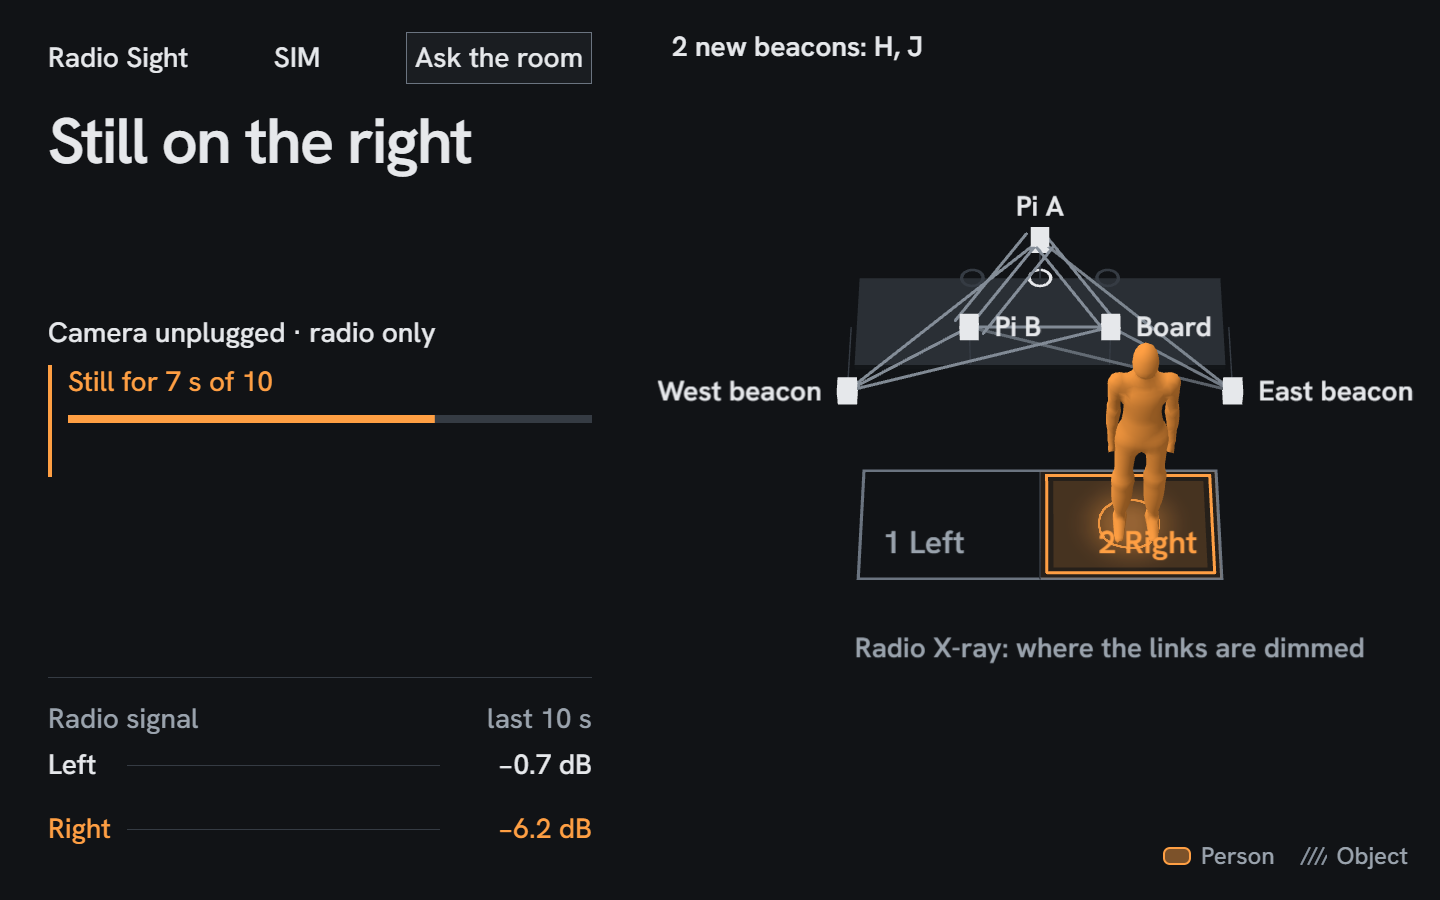 Radio Sight
SIM
Ask the room
Still on the right
Camera unplugged · radio only
Still for 7 s of 10
Radio signal
last 10 s
Left
−0.7 dB
Right
−6.2 dB
2 new beacons: H, J
Pi A
Pi B
Board
West beacon
East beacon
1 Left
2 Right
Radio X-ray: where the links are dimmed
Person
Object